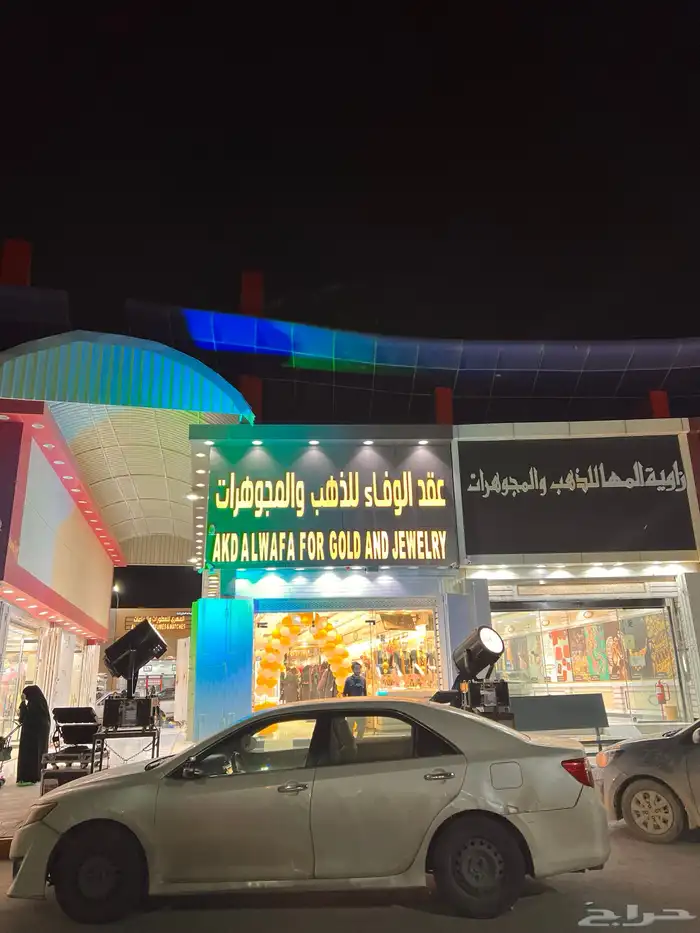 عقد الوفاء للذهب والمجوهرات
AKD ALWAFA FOR GOLD AND JEWELRY
زاوية المها للذهب والمجوهرات
حراج